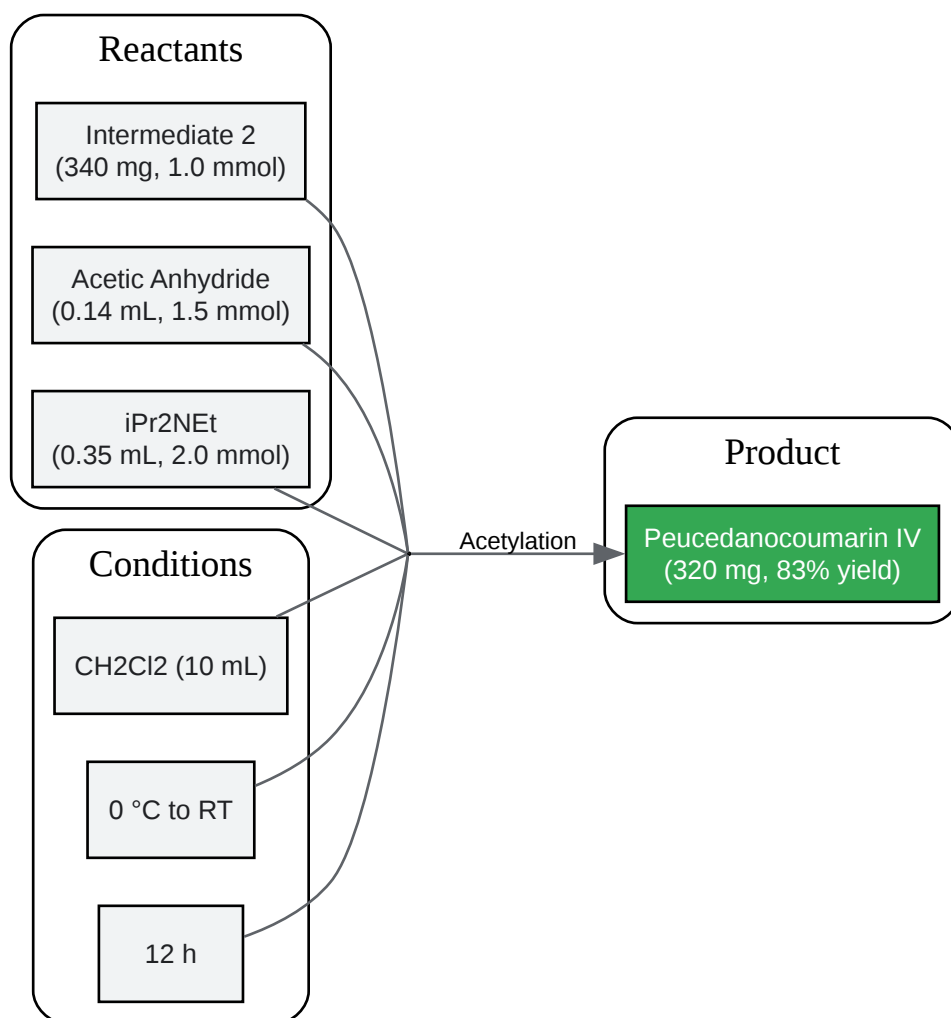 Reactants
Intermediate 2
(340 mg, 1.0 mmol)
Acetic Anhydride
(0.14 mL, 1.5 mmol)
iPr2NEt
(0.35 mL, 2.0 mmol)
Conditions
CH2Cl2 (10 mL)
0 °C to RT
12 h
Acetylation
Product
Peucedanocoumarin IV
(320 mg, 83% yield)